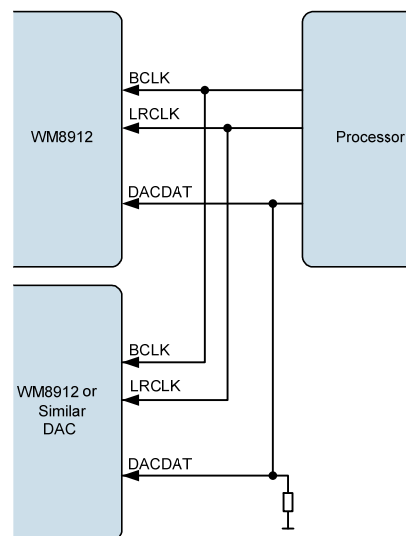 BCLK
LRCLK
WM8912
Processor
DACDAT
BCLK
LRCLK
WM8912 or
Similar
DAC
DACDAT